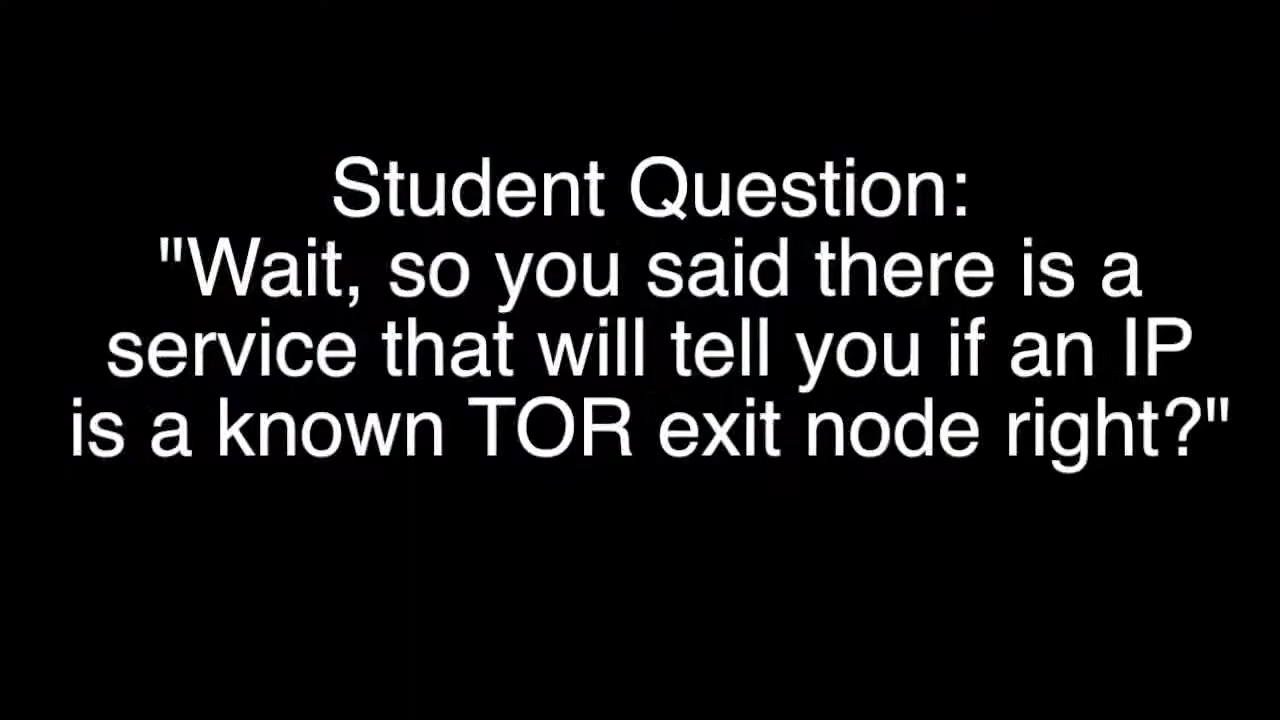 Student Question:
"Wait, so you said there is a
service that will tell you if an IP
is a known TOR exit node right?"